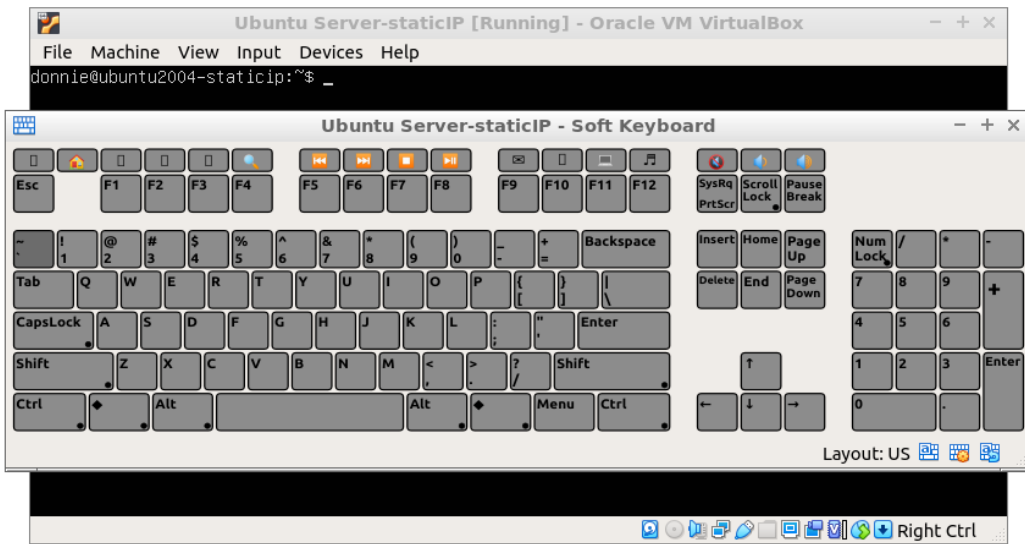 Ubuntu Server-staticIP [Running] - Oracle VM VirtualBox
File Machine View Input Devices Help
donnie@ubuntu2004-staticip:~$ _
Ubuntu Server-staticIP - Soft Keyboard
Esc F1 F2 F3 F4 F5 F6 F7 F8 F9 F10 F11 F12 SysRq PrtScr Scroll Lock Pause Break
~ ` ! 1 @ 2 # 3 $ 4 % 5 ^ 6 & 7 * 8 ( 9 ) 0 _ - + = Backspace Insert Home Page Up Num Lock / * -
Tab Q W E R T Y U I O P { [ } ] | \ Delete End Page Down 7 8 9 +
CapsLock A S D F G H J K L : ; " ' Enter 4 5 6
Shift Z X C V B N M < , > . ? / Shift ↑ 1 2 3 Enter
Ctrl ◆ Alt Alt ◆ Menu Ctrl ← ↓ → 0 .
Layout: US
Right Ctrl